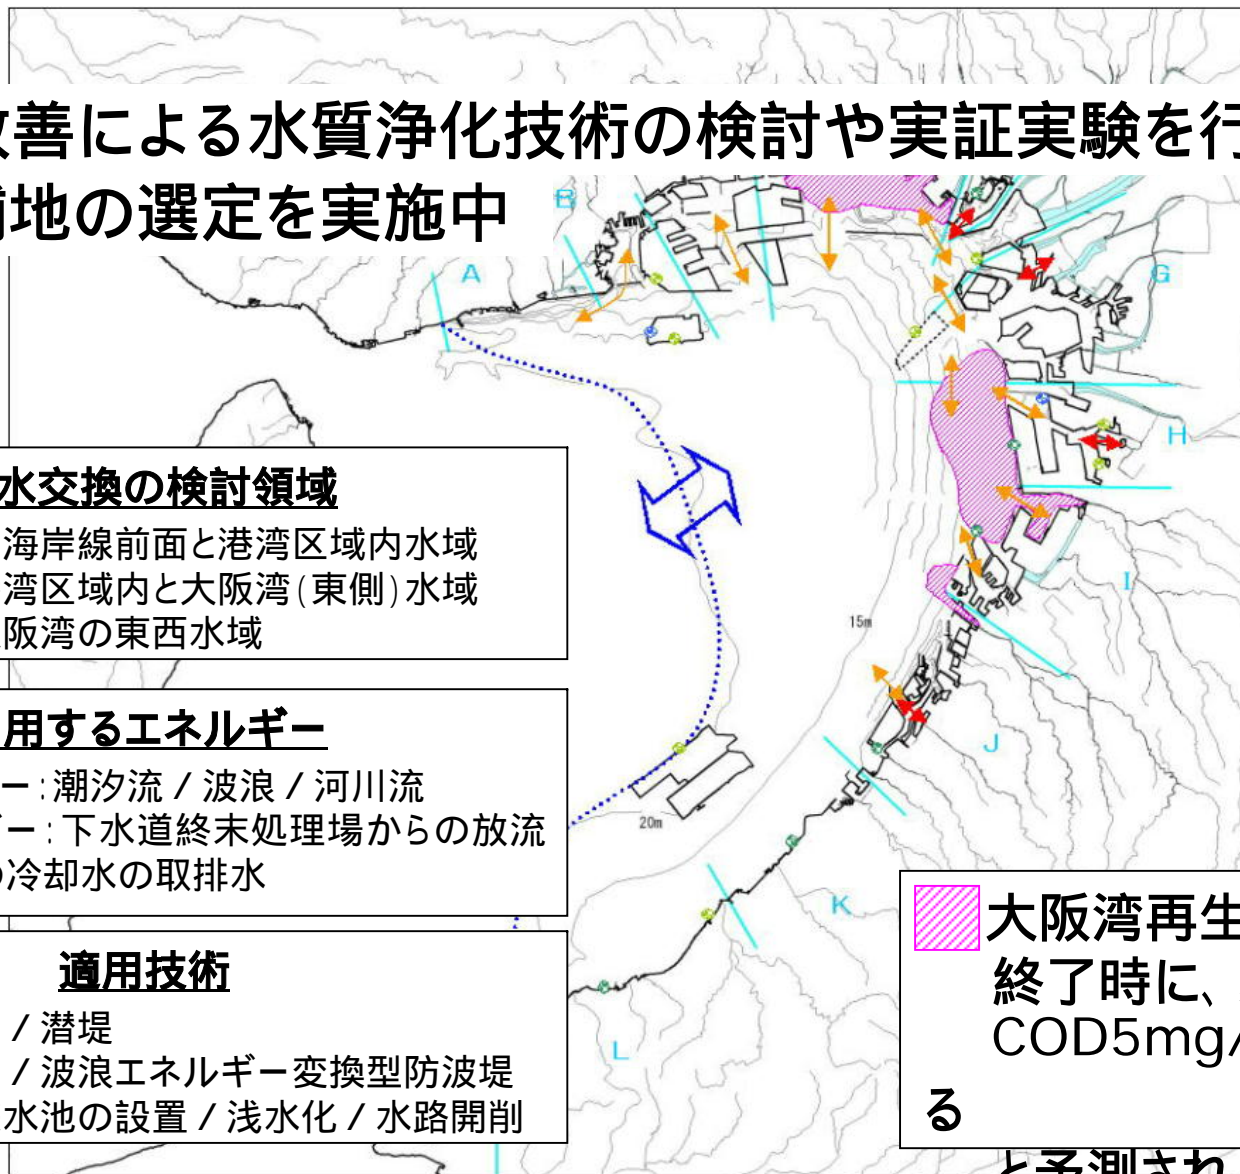 善による水質浄化技術の検討や実証実験を行
地の選定を実施中
B
A
G
水交換の検討領域
H
海岸線前面と港湾区域内水域
湾区域内と大阪湾(東側)水域
阪湾の東西水域
I
15m
用するエネルギー
J
ー:潮汐流/波浪/河川流
ー:下水道終末処理場からの放流
20m
の冷却水の取排水
K
大阪湾再生
終了時に、
COD5mg/
る
と予測され
適用技術
/潜堤
/波浪エネルギー変換型防波堤
水池の設置/浅水化/水路開削
L